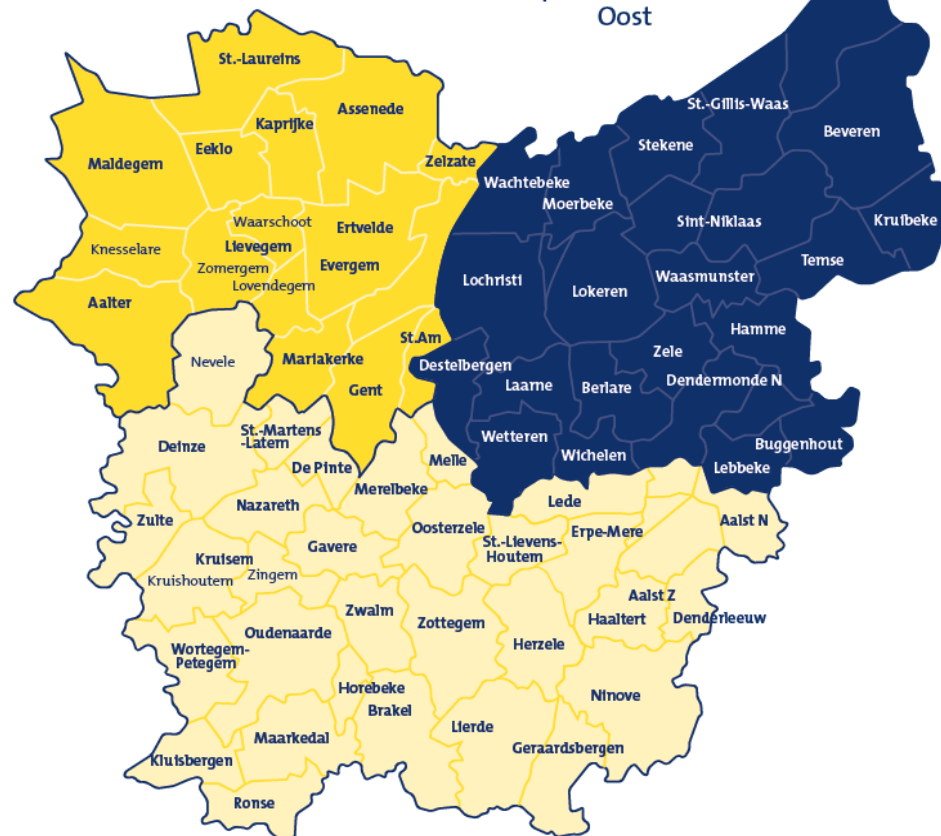 Oost
St.-Laureins
Assenede
Kaprijke
Eeklo
Maldegem
Zelzate
St.-Gillis-Waas
Beveren
Stekene
Wachtebeke
Moerbeke
Waarschoot
Ertvelde
Sint-Niklaas
Kruibeke
Knesselare
Lievegem
Zomergem
Evergem
Lovendegem
Temse
Aalter
Lochristi
Lokeren
Waasmunster
Hamme
St.Am
Mariakerke
Nevele
Gent
Destelbergen
Zele
Laarne
Berlare
Dendermonde N
St.-Martens
-Latem
Deinze
Wetteren
Wichelen
Buggenhout
Lebbeke
De Pinte
Melle
Merelbeke
Nazareth
Lede
Zulte
Oosterzele
Erpe-Mere
Aalst N
St.-Lievens-
Houtem
Gavere
Kruisem
Kruishoutem
Zingem
Zwalm
Zottegem
Aalst Z
Haaltert
Denderleeuw
Oudenaarde
Herzele
Wortegem-
Petegem
Horebeke
Brakel
Ninove
Lierde
Maarkedal
Geraardsbergen
Kluisbergen
Ronse